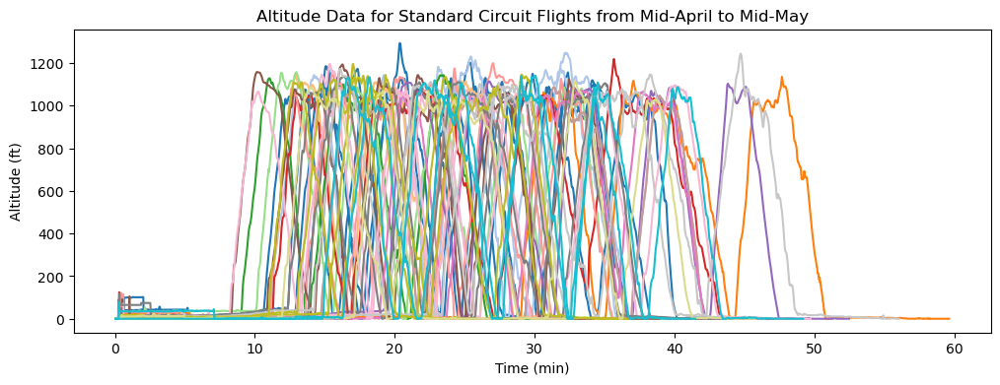 Altitude Data for Standard Circuit Flights from Mid-April to Mid-May
Altitude (ft)
1200
1000
800
600
400
200
0
0 10 20 30 40 50 60
Time (min)